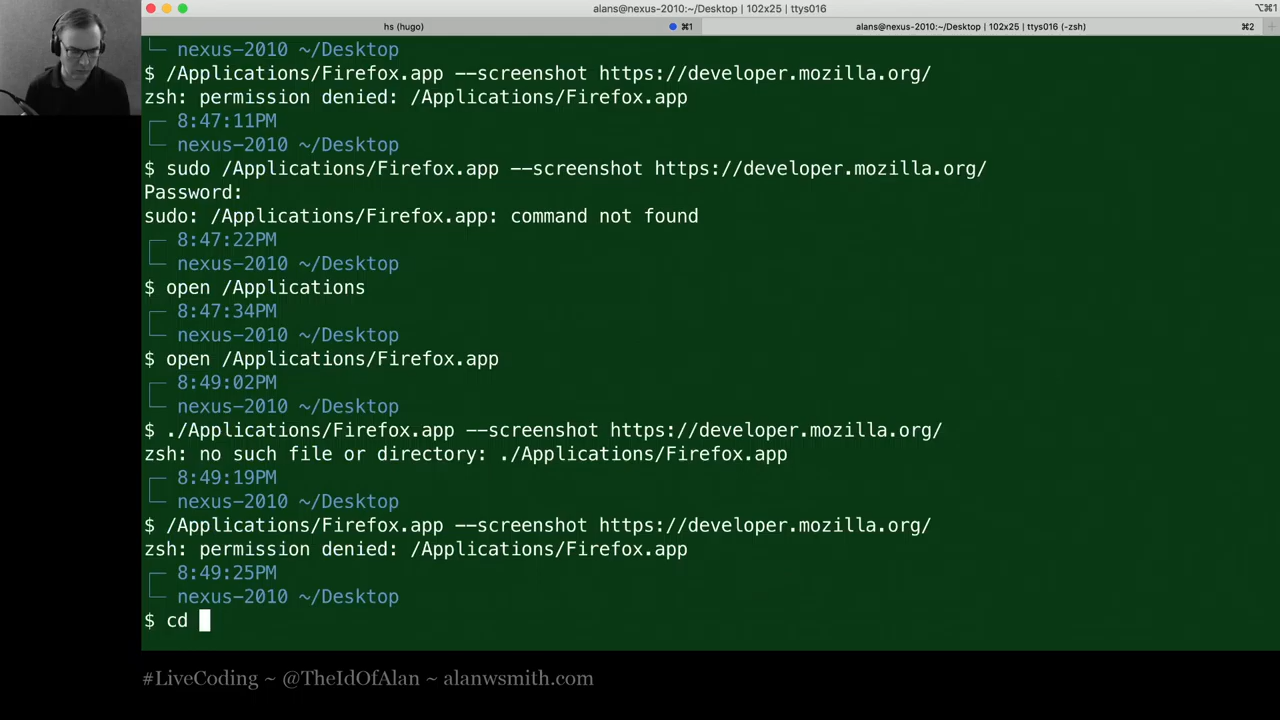 alans@nexus-2010:~/Desktop | 102x25 | ttys016
⌥⌘1
hs (hugo)
⌘1
alans@nexus-2010:~/Desktop | 102x25 | ttys016 (-zsh)
⌘2
nexus-2010 ~/Desktop
$ /Applications/Firefox.app --screenshot https://developer.mozilla.org/
zsh: permission denied: /Applications/Firefox.app
8:47:11PM
nexus-2010 ~/Desktop
$ sudo /Applications/Firefox.app --screenshot https://developer.mozilla.org/
Password:
sudo: /Applications/Firefox.app: command not found
8:47:22PM
nexus-2010 ~/Desktop
$ open /Applications
8:47:34PM
nexus-2010 ~/Desktop
$ open /Applications/Firefox.app
8:49:02PM
nexus-2010 ~/Desktop
$ ./Applications/Firefox.app --screenshot https://developer.mozilla.org/
zsh: no such file or directory: ./Applications/Firefox.app
8:49:19PM
nexus-2010 ~/Desktop
$ /Applications/Firefox.app --screenshot https://developer.mozilla.org/
zsh: permission denied: /Applications/Firefox.app
8:49:25PM
nexus-2010 ~/Desktop
$ cd
#LiveCoding ~ @TheIdOfAlan ~ alanwsmith.com